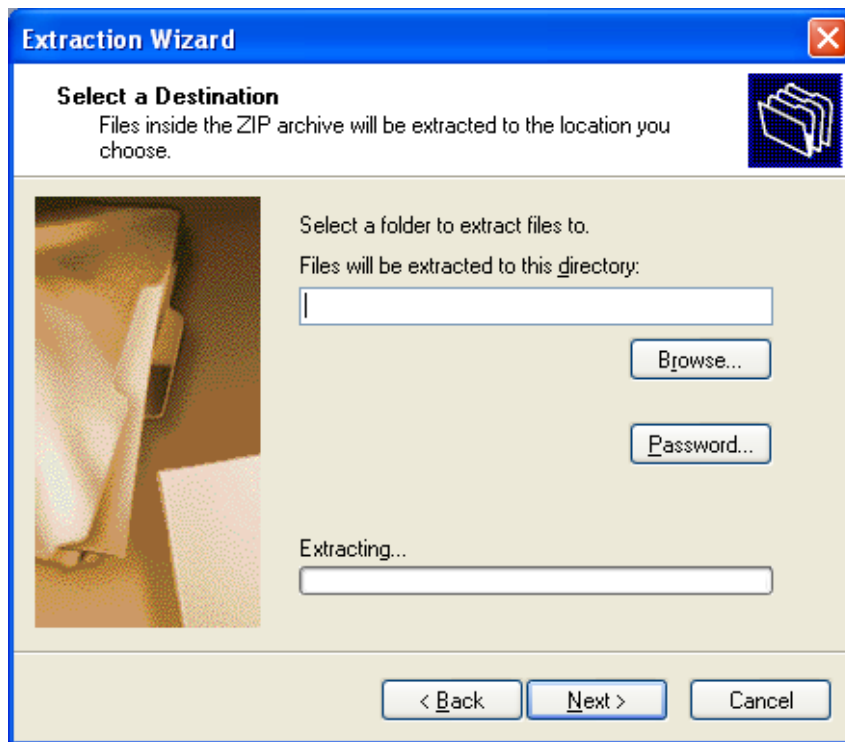 Extraction Wizard
Select a Destination
Files inside the ZIP archive will be extracted to the location you
choose.
Select a folder to extract files to.
Files will be extracted to this directory:
Browse...
Password...
Extracting...
< Back
Next >
Cancel